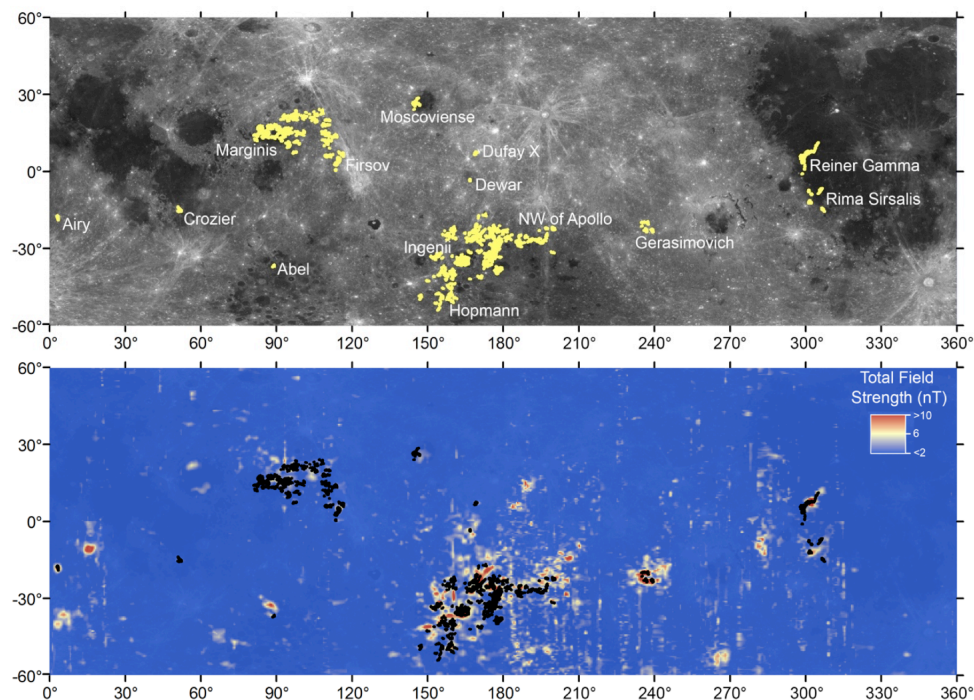 60°
30°
0°
-30°
-60°
Moscoviense
Marginis
Firsov
Dufay X
Reiner Gamma
Dewar
Rima Sirsalis
Airy
Crozier
NW of Apollo
Ingenii
Gerasimovich
Abel
Hopmann
0° 30° 60° 90° 120° 150° 180° 210° 240° 270° 300° 330° 360°
60°
30°
0°
-30°
-60°
Total Field
Strength (nT)
>10
6
<2
0° 30° 60° 90° 120° 150° 180° 210° 240° 270° 300° 330° 360°